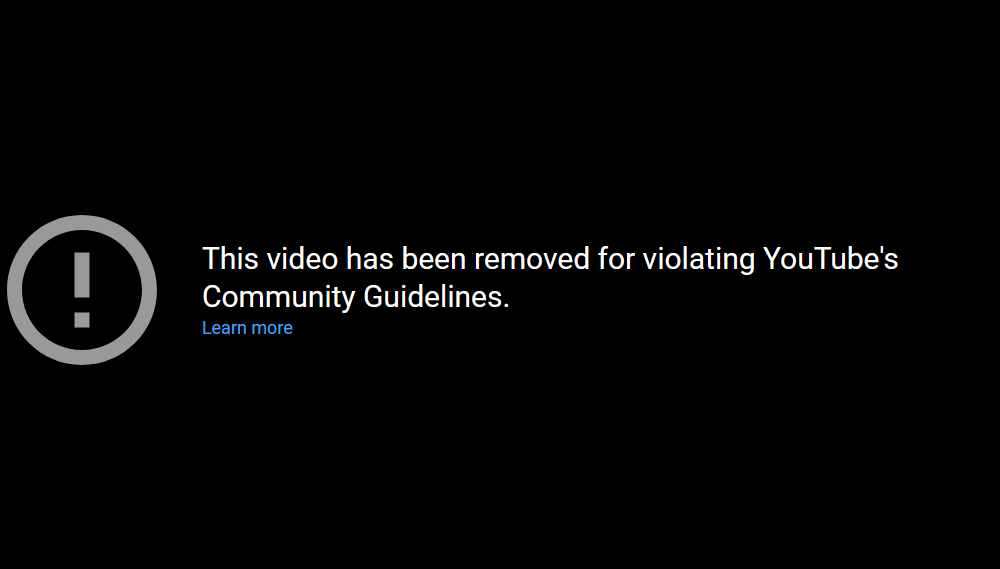 This video has been removed for violating YouTube's
Community Guidelines.
Learn more